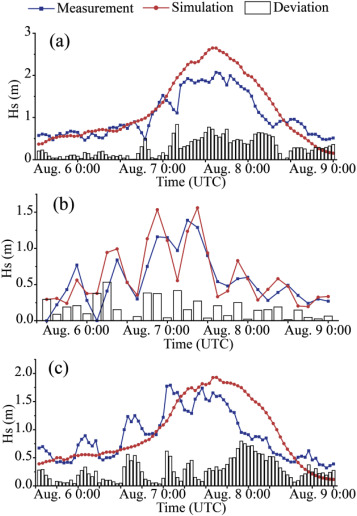 Measurement Simulation Deviation
(a)
3
2
1
0
Hs (m)
Aug. 6 0:00 Aug. 7 0:00 Aug. 8 0:00 Aug. 9 0:00
Time (UTC)
(b)
1.5
1.0
0.5
0.0
Hs (m)
Aug. 6 0:00 Aug. 7 0:00 Aug. 8 0:00 Aug. 9 0:00
Time (UTC)
(c)
2.0
1.5
1.0
0.5
0.0
Hs (m)
Aug. 6 0:00 Aug. 7 0:00 Aug. 8 0:00 Aug. 9 0:00
Time (UTC)